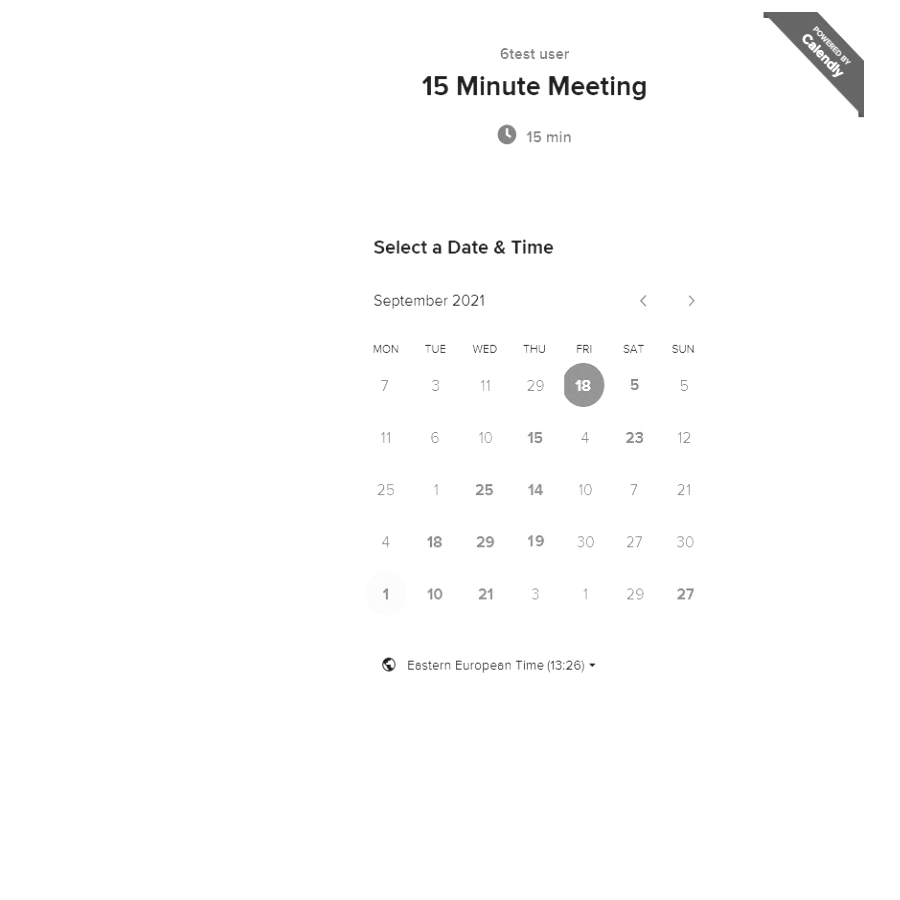 POWERED BY
Calendly
6test user
15 Minute Meeting
15 min
Select a Date & Time
September 2021
MON TUE WED THU FRI SAT SUN
7 3 11 29 18 5 5
11 6 10 15 4 23 12
25 1 25 14 10 7 21
4 18 29 19 30 27 30
1 10 21 3 1 29 27
Eastern European Time (13:26)